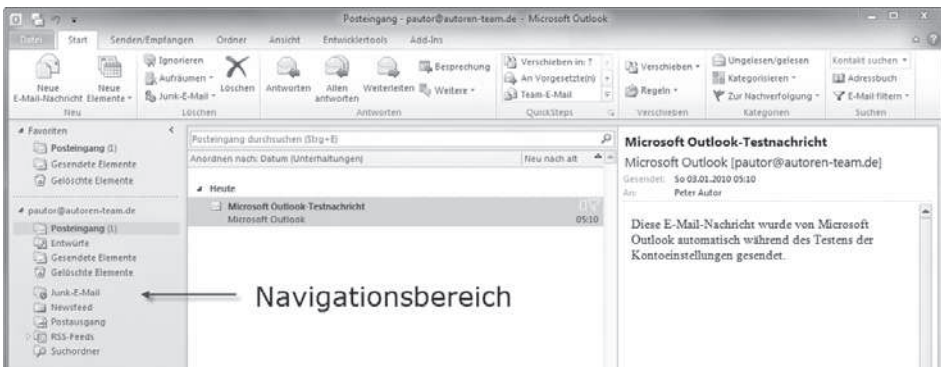 Posteingang - pautor@autoren-team.de - Microsoft Outlook
Datei Start Senden/Empfangen Ordner Ansicht Entwicklertools Add-Ins
Neue E-Mail-Nachricht
Neue Elemente
Neu
Ignorieren
Aufräumen
Junk-E-Mail
Löschen
Löschen
Antworten
Allen antworten
Weiterleiten
Besprechung
Weitere
Antworten
Verschieben in: ?
An Vorgesetzte(n)
Team-E-Mail
QuickSteps
Verschieben
Regeln
Verschieben
Ungelesen/gelesen
Kategorisieren
Zur Nachverfolgung
Kategorien
Kontakt suchen
Adressbuch
E-Mail filtern
Suchen
Favoriten
Posteingang (1)
Gesendete Elemente
Gelöschte Elemente
pautor@autoren-team.de
Posteingang (1)
Entwürfe
Gesendete Elemente
Gelöschte Elemente
Junk-E-Mail
Newsfeed
Postausgang
RSS-Feeds
Suchordner
Posteingang durchsuchen (Strg+E)
Anordnen nach: Datum (Unterhaltungen) Neu nach alt
Heute
Microsoft Outlook-Testnachricht
Microsoft Outlook 05:10
Navigationsbereich
Microsoft Outlook-Testnachricht
Microsoft Outlook [pautor@autoren-team.de]
Gesendet: So 03.01.2010 05:10
An: Peter Autor
Diese E-Mail-Nachricht wurde von Microsoft
Outlook automatisch während des Testens der
Kontoeinstellungen gesendet.